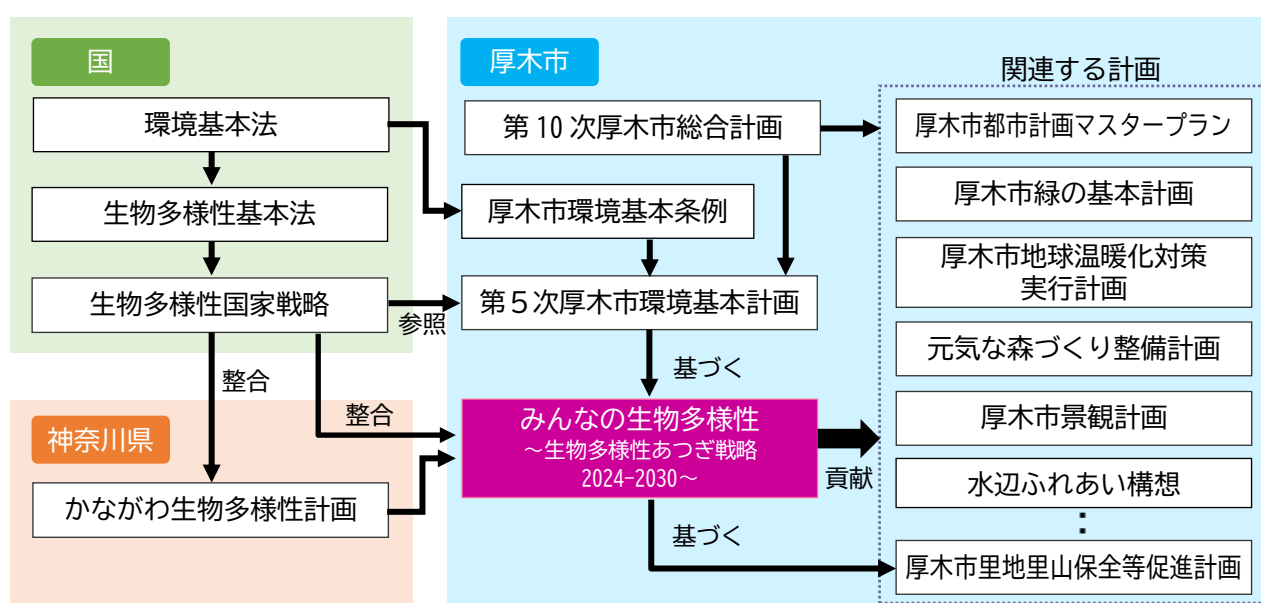 国
環境基本法
生物多様性基本法
生物多様性国家戦略
参照
整合
整合
神奈川県
かながわ生物多様性計画
厚木市
第10次厚木市総合計画
厚木市環境基本条例
第５次厚木市環境基本計画
基づく
みんなの生物多様性
～生物多様性あつぎ戦略
2024-2030～
貢献
基づく
関連する計画
厚木市都市計画マスタープラン
厚木市緑の基本計画
厚木市地球温暖化対策
実行計画
元気な森づくり整備計画
厚木市景観計画
水辺ふれあい構想
：
厚木市里地里山保全等促進計画